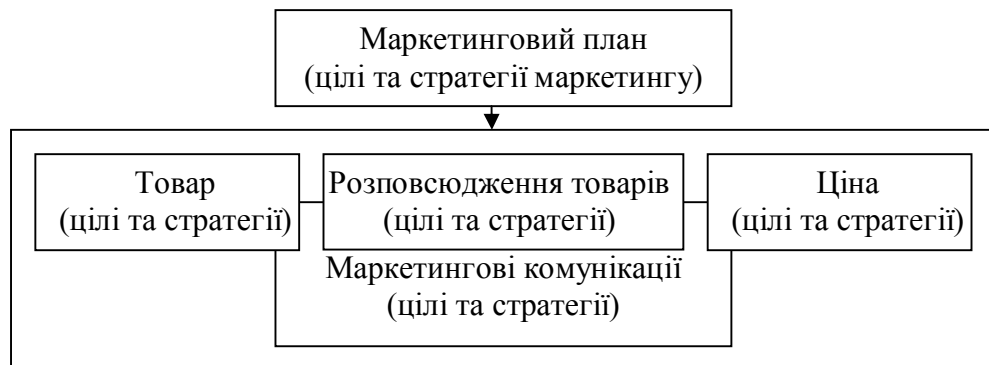 Маркетинговий план
(цілі та стратегії маркетингу)
Товар
(цілі та стратегії)
Розповсюдження товарів
(цілі та стратегії)
Ціна
(цілі та стратегії)
Маркетингові комунікації
(цілі та стратегії)